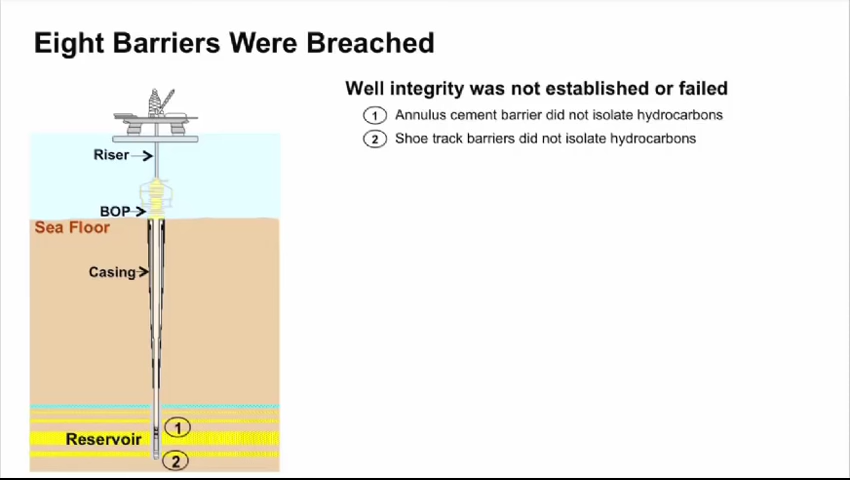 Eight Barriers Were Breached
Well integrity was not established or failed
1 Annulus cement barrier did not isolate hydrocarbons
2 Shoe track barriers did not isolate hydrocarbons
Riser
BOP
Sea Floor
Casing
1
Reservoir
2